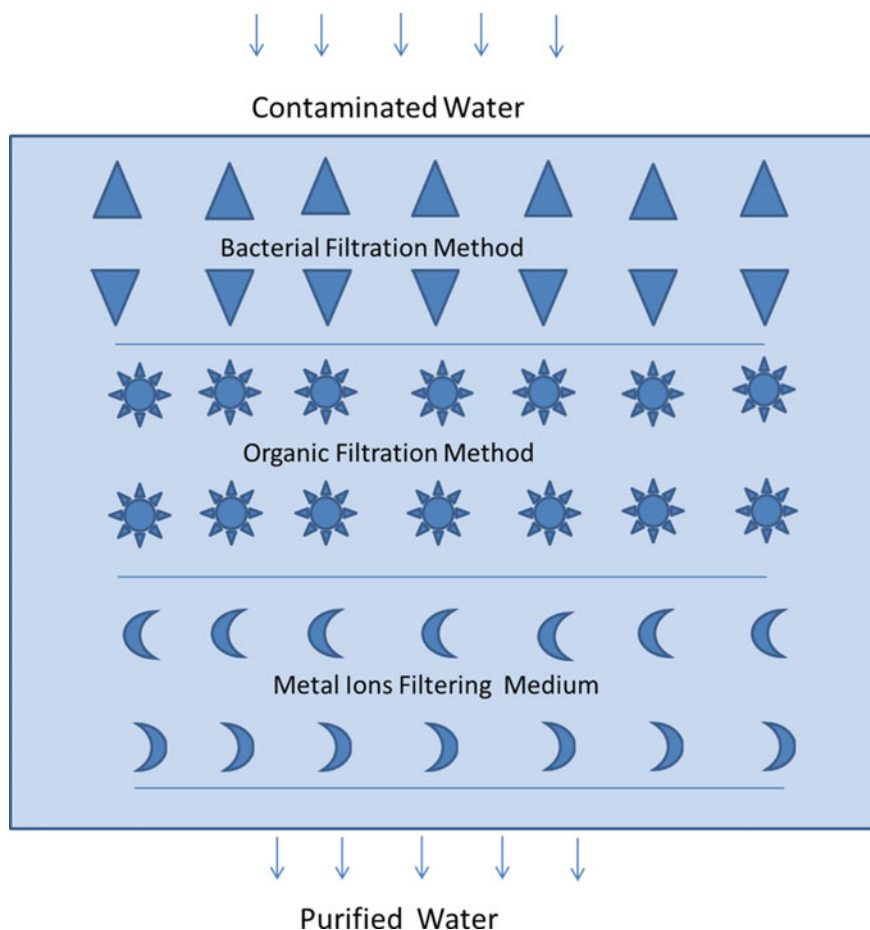 Contaminated Water
Bacterial Filtration Method
Organic Filtration Method
Metal Ions Filtering Medium
Purified Water